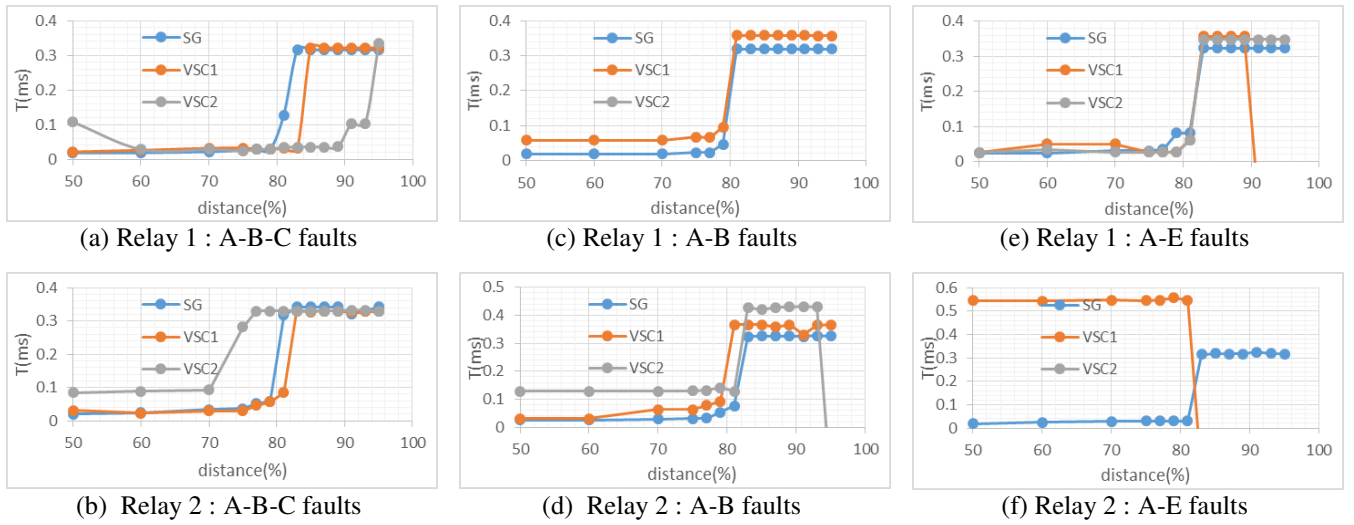 0.4
0.3
0.2
0.1
0
T(ms)
SG
VSC1
VSC2
50 60 70 80 90 100
distance(%)
(a) Relay 1 : A-B-C faults
0.4
0.3
0.2
0.1
0
T(ms)
SG
VSC1
VSC2
50 60 70 80 90 100
distance(%)
(c) Relay 1 : A-B faults
0.4
0.3
0.2
0.1
0
T(ms)
SG
VSC1
VSC2
50 60 70 80 90 100
distance(%)
(e) Relay 1 : A-E faults
0.4
0.3
0.2
0.1
0
T(ms)
SG
VSC1
VSC2
50 60 70 80 90 100
distance(%)
(b) Relay 2 : A-B-C faults
0.5
0.4
0.3
0.2
0.1
0
T(ms)
SG
VSC1
VSC2
50 60 70 80 90 100
distance(%)
(d) Relay 2 : A-B faults
0.6
0.5
0.4
0.3
0.2
0.1
0
T(ms)
SG
VSC1
VSC2
50 60 70 80 90 100
distance(%)
(f) Relay 2 : A-E faults